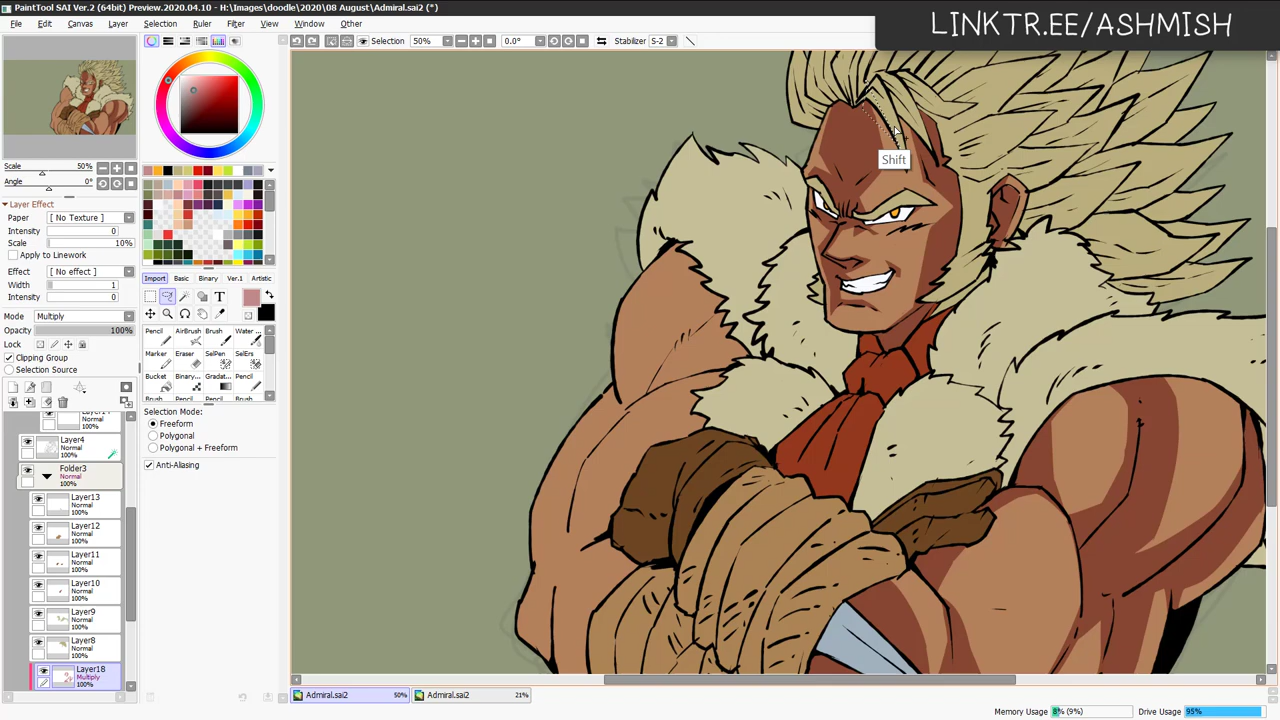 PaintTool SAI Ver.2 (64bit) Preview.2020.04.10 - H:\Images\doodle\2020\08 August\Admiral.sai2 (*)
LINKTR.EE/ASHMISH
File Edit Canvas Layer Selection Ruler Filter View Window Other
Selection 50% 0.0° Stabilizer S-2
Scale 50%
Angle 0°
Layer Effect
Paper [ No Texture ]
Intensity 0
Scale 10%
Apply to Linework
Effect [ No effect ]
Width 1
Intensity 0
Mode Multiply
Opacity 100%
Lock
Clipping Group
Selection Source
Layer4
Normal
100%
Folder3
Normal
100%
Layer13
Normal
100%
Layer12
Normal
100%
Layer11
Normal
100%
Layer10
Normal
100%
Layer9
Normal
100%
Layer8
Normal
100%
Layer18
Multiply
100%
Import Basic Binary Ver.1 Artistic
T
Pencil AirBrush Brush Water ...
Marker Eraser SelPen SelErs
Bucket Binary... Gradat... Pencil
Brush Brush Pencil Pencil
Selection Mode:
Freeform
Polygonal
Polygonal + Freeform
Anti-Aliasing
Shift
Admiral.sai2 50% Admiral.sai2 21%
Memory Usage 8% (9%) Drive Usage 95%